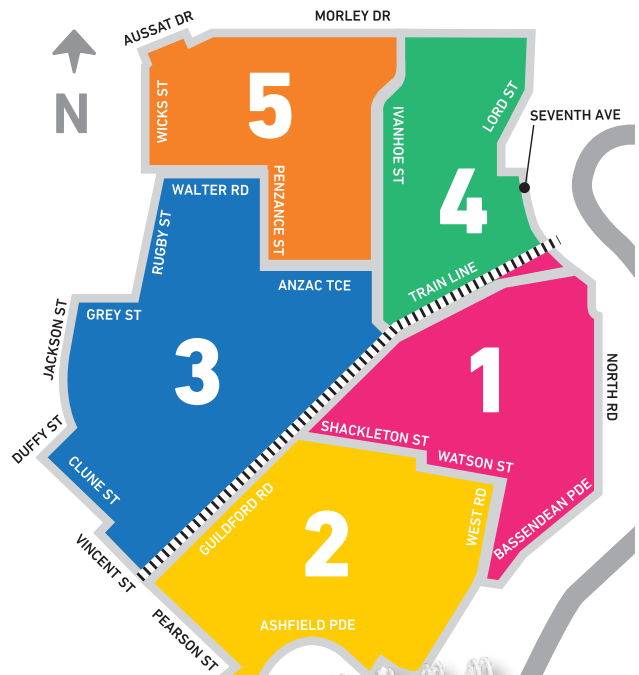 MORLEY DR
AUSSAT DR
N
WICKS ST
5
IVANHOE ST
LORD ST
SEVENTH AVE
4
PENZANCE ST
WALTER RD
RUGBY ST
ANZAC TCE
TRAIN LINE
GREY ST
JACKSON ST
3
1
NORTH RD
DUFFY ST
CLUNE ST
SHACKLETON ST
WATSON ST
GUILDFORD RD
WEST RD
BASSENDEAN PDE
2
VINCENT ST
PEARSON ST
ASHFIELD PDE